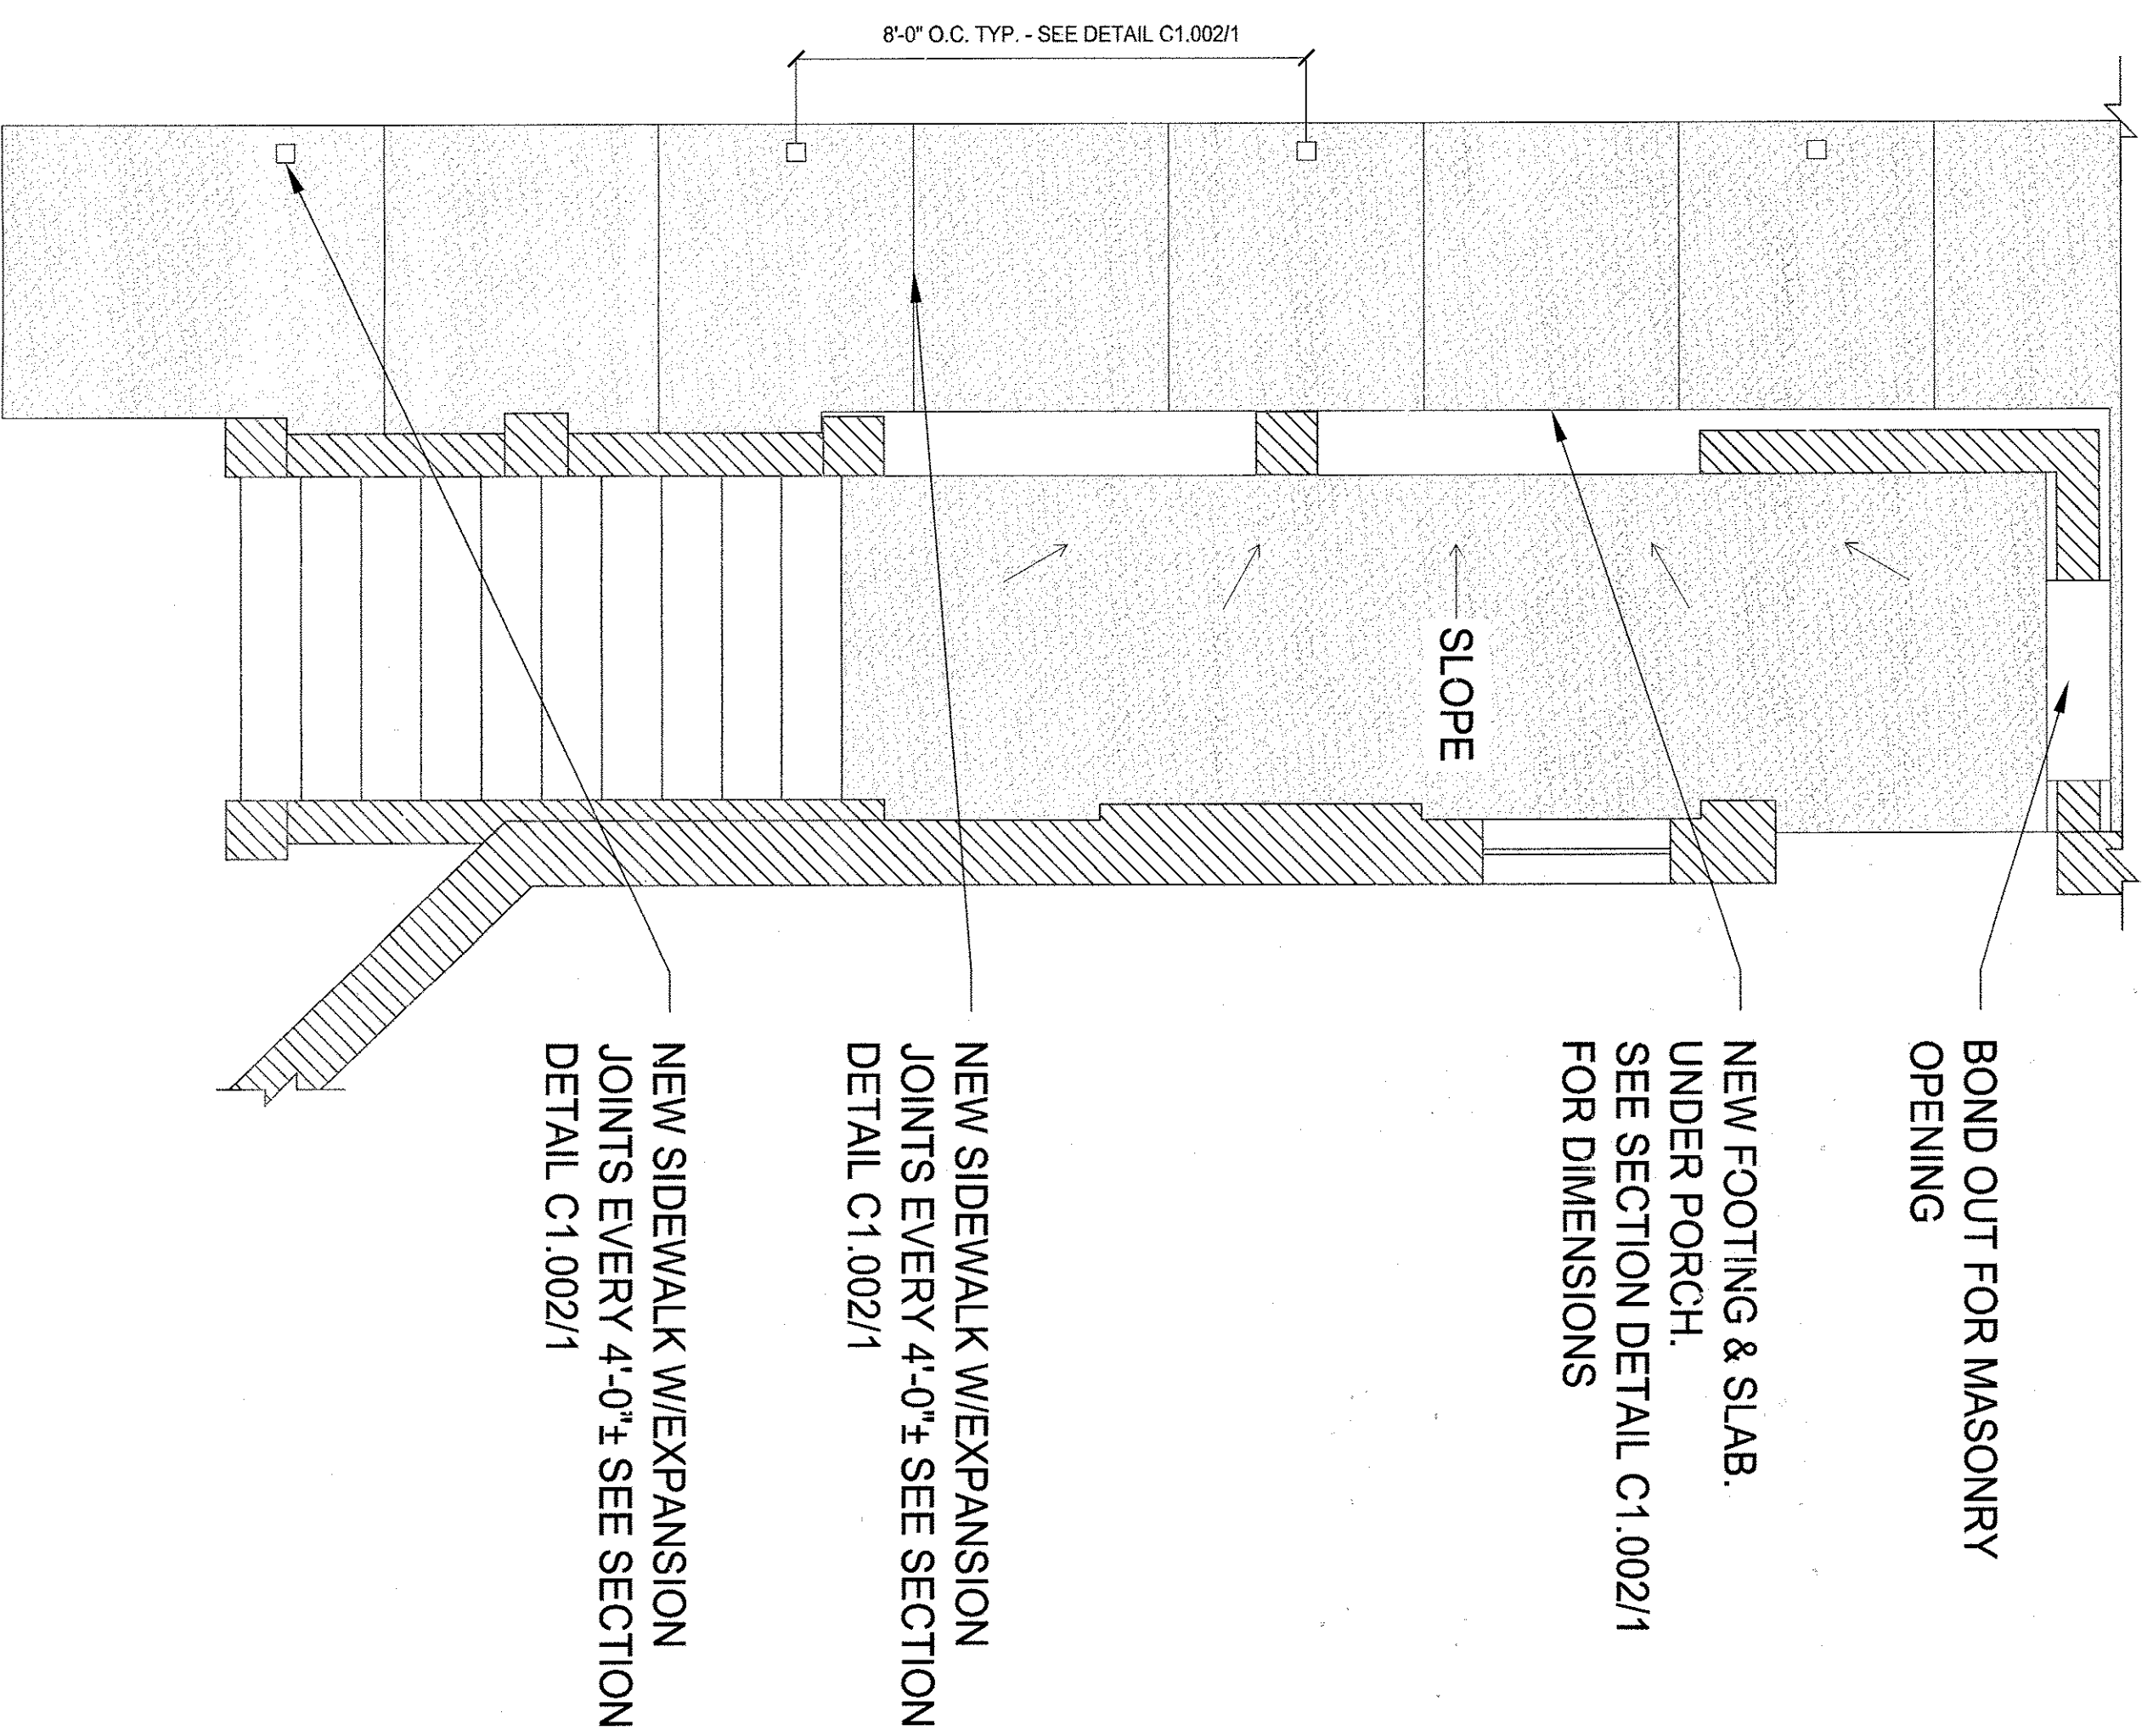 8'-0" O.C. TYP. - SEE DETAIL C1.002/1
SLOPE
BOND OUT FOR MASONRY
OPENING
NEW FOOTING & SLAB.
UNDER PORCH.
SEE SECTION DETAIL C1.002/1
FOR DIMENSIONS
NEW SIDEWALK W/EXPANSION
JOINTS EVERY 4'-0"± SEE SECTION
DETAIL C1.002/1
NEW SIDEWALK W/EXPANSION
JOINTS EVERY 4'-0"± SEE SECTION
DETAIL C1.002/1